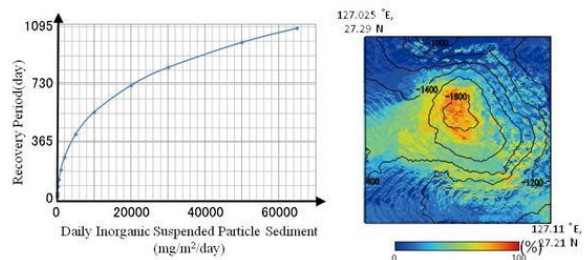 1095
730
365
0
Recovery Period(day)
0
20000
40000
60000
Daily Inorganic Suspended Particle Sediment
(mg/m²/day)
127.025 °E,
27.29 N
-1400
-1600
-1200
127.11 °E,
27.21 N
0
100
(%)